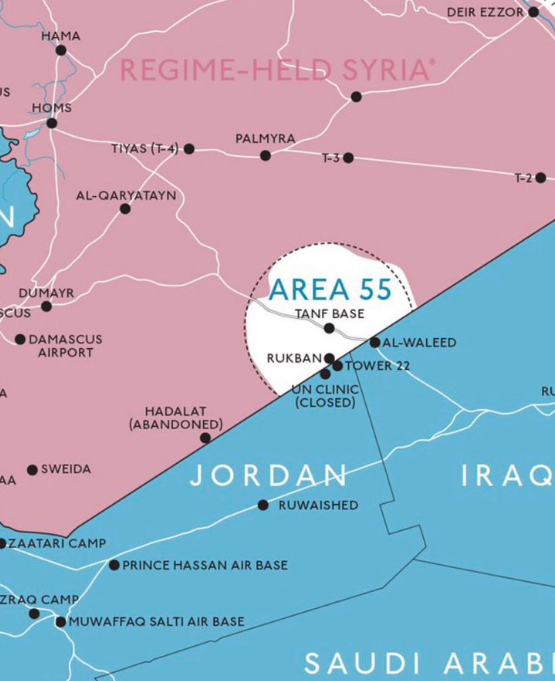 DEIR EZZOR
HAMA
REGIME-HELD SYRIA*
US
HOMS
TIYAS (T-4)
PALMYRA
T-3
T-2
AL-QARYATAYN
N
DUMAYR
SCUS
DAMASCUS
AIRPORT
AREA 55
TANF BASE
AL-WALEED
RUKBAN
TOWER 22
UN CLINIC
(CLOSED)
RU
A
HADALAT
(ABANDONED)
SWEIDA
AA
JORDAN
IRAQ
RUWAISHED
ZAATARI CAMP
PRINCE HASSAN AIR BASE
ZRAQ CAMP
MUWAFFAQ SALTI AIR BASE
SAUDI ARABI